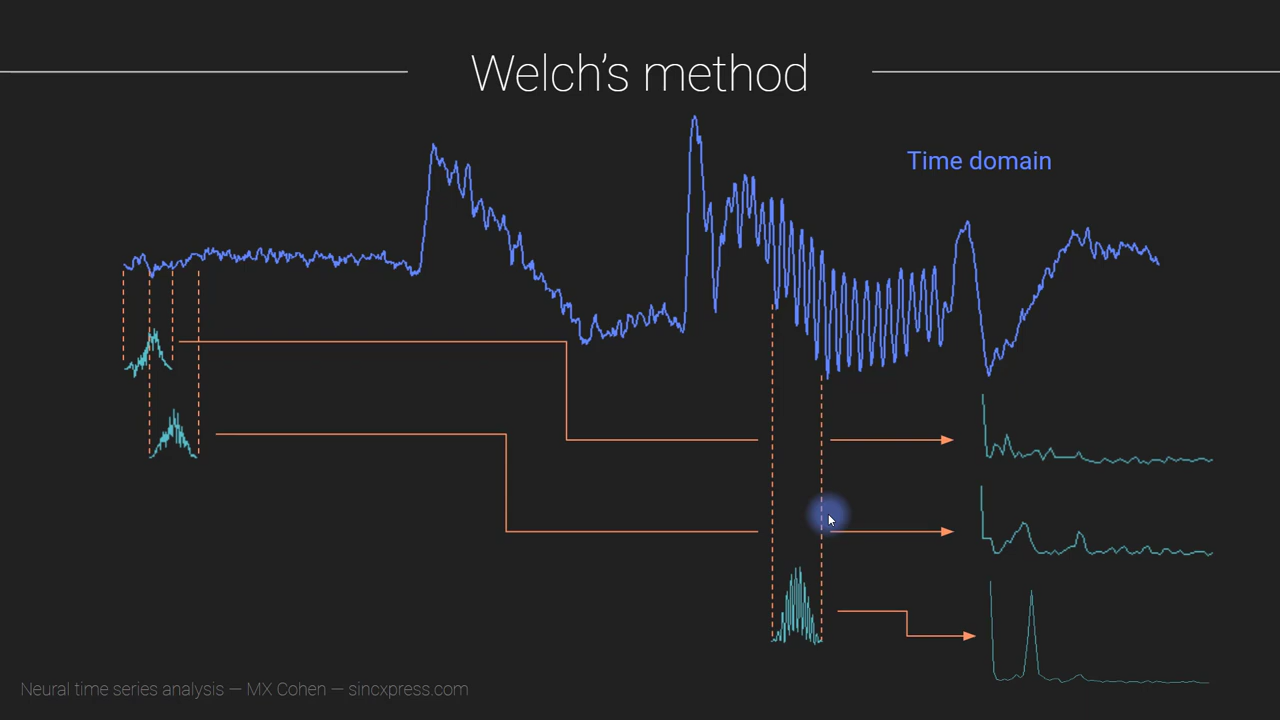 Welch’s method
Time domain
Neural time series analysis — MX Cohen — sincxpress.com